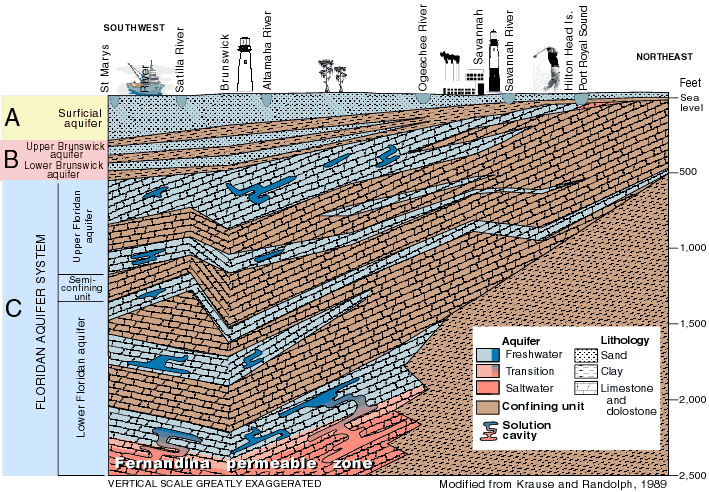 SOUTHWEST
St Marys
River
Satilla River
Brunswick
Altamaha River
Ogeechee River
Savannah
Savannah River
Hilton Head Is.
Port Royal Sound
NORTHEAST
Feet
Sea
level
500
1,000
1,500
2,000
2,500
A
Surficial
aquifer
B
Upper Brunswick
aquifer
Lower Brunswick
aquifer
C
FLORIDAN AQUIFER SYSTEM
Upper Floridan
aquifer
Semi-
confining
unit
Lower Floridan aquifer
Aquifer
Freshwater
Transition
Saltwater
Confining unit
Solution
cavity
Lithology
Sand
Clay
Limestone
and
dolostone
Fernandina permeable zone
VERTICAL SCALE GREATLY EXAGGERATED
Modified from Krause and Randolph, 1989